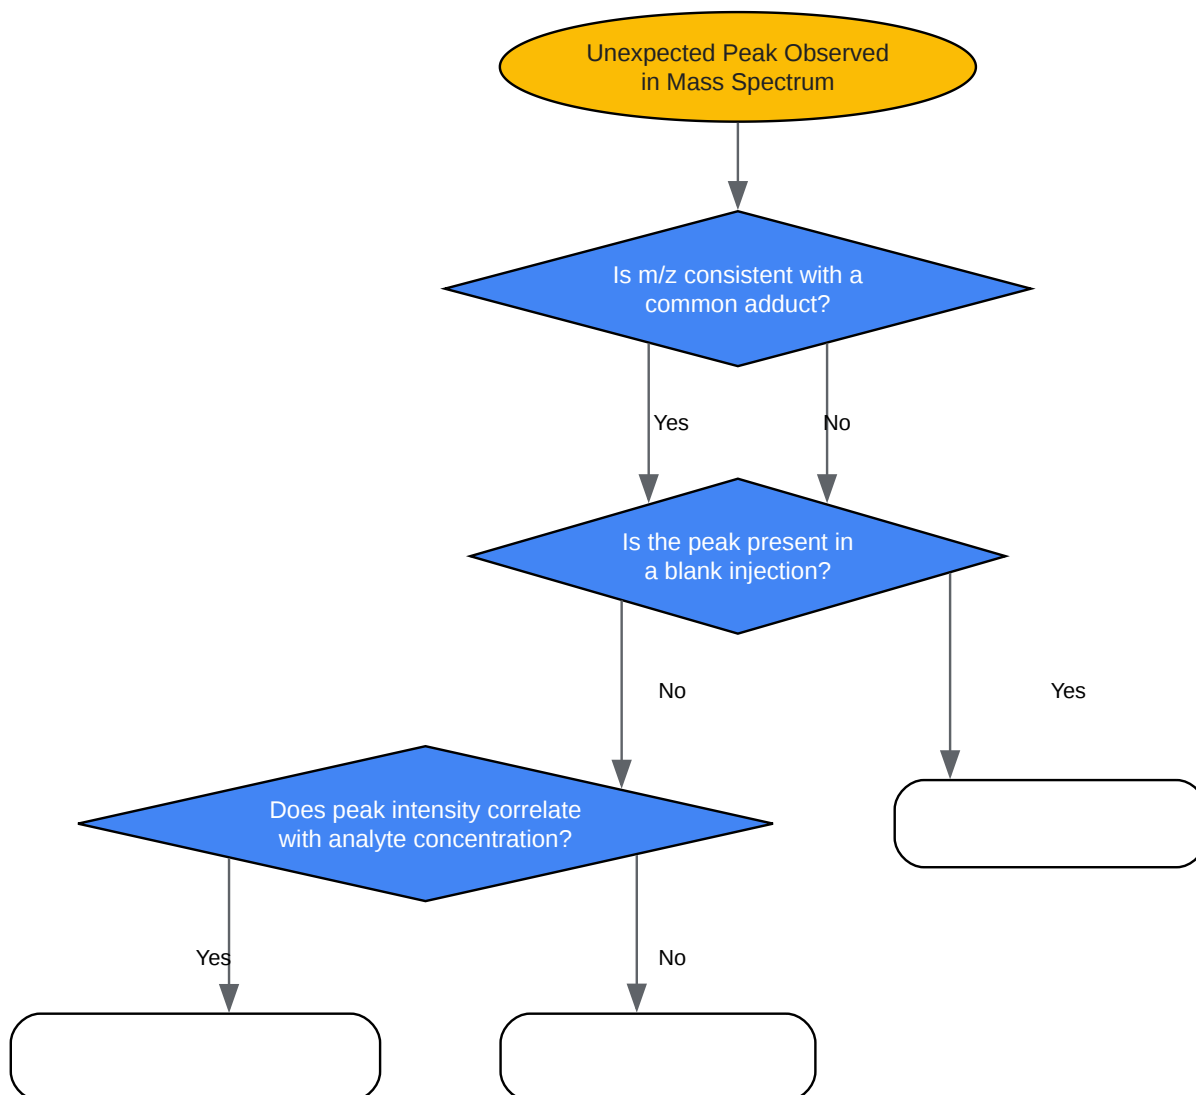 Unexpected Peak Observed
in Mass Spectrum
Is m/z consistent with a
common adduct?
Yes
No
Is the peak present in
a blank injection?
No
Yes
Does peak intensity correlate
with analyte concentration?
Yes
No